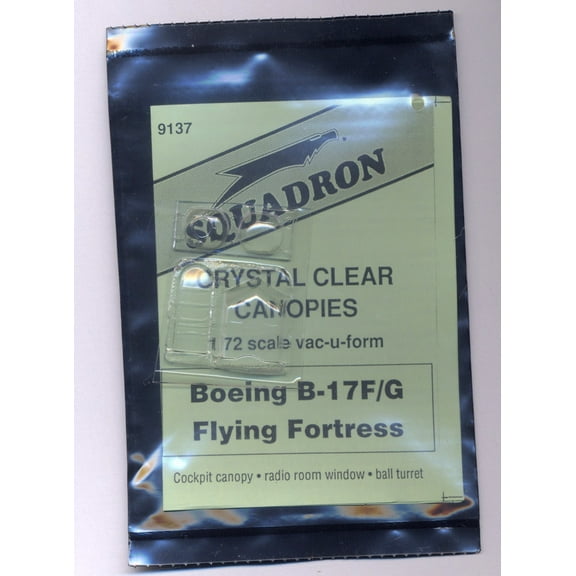 9137
SQUADRON
CRYSTAL CLEAR
CANOPIES
1/72 scale vac-u-form
Boeing B-17F/G
Flying Fortress
Cockpit canopy • radio room window • ball turret